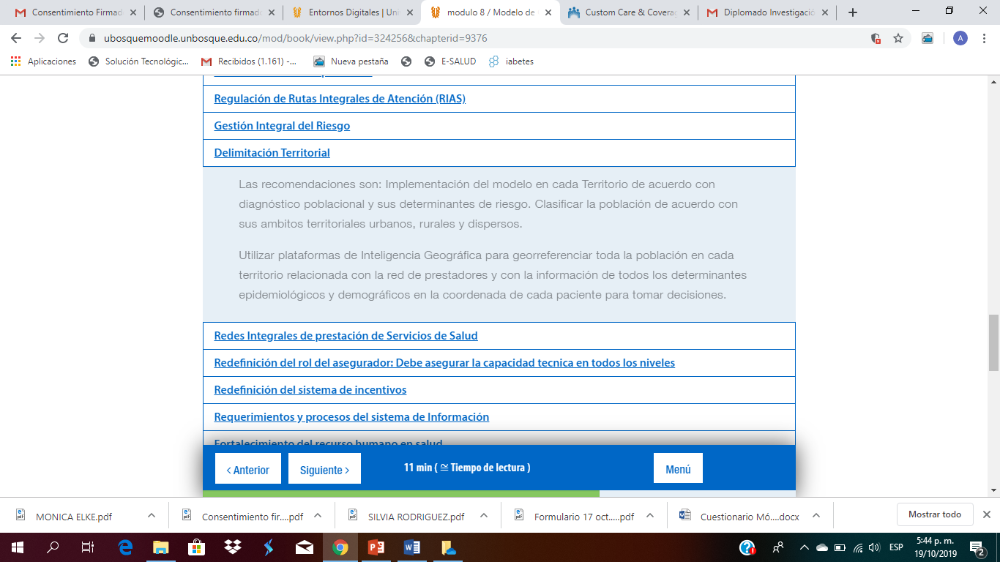 Consentimiento Firmad
Consentimiento firmado
Entornos Digitales | Uni
modulo 8 / Modelo de
Custom Care & Coverag
Diplomado Investigació
ubosquemoodle.unbosque.edu.co/mod/book/view.php?id=324256&chapterid=9376
A
Aplicaciones
Solución Tecnológic...
Recibidos (1.161) -...
Nueva pestaña
E-SALUD
iabetes
Regulación de Rutas Integrales de Atención (RIAS)
Gestión Integral del Riesgo
Delimitación Territorial
Las recomendaciones son: Implementación del modelo en cada Territorio de acuerdo con
diagnóstico poblacional y sus determinantes de riesgo. Clasificar la población de acuerdo con
sus ambitos territoriales urbanos, rurales y dispersos.
Utilizar plataformas de Inteligencia Geográfica para georreferenciar toda la población en cada
territorio relacionada con la red de prestadores y con la información de todos los determinantes
epidemiológicos y demográficos en la coordenada de cada paciente para tomar decisiones.
Redes Integrales de prestación de Servicios de Salud
Redefinición del rol del asegurador: Debe asegurar la capacidad tecnica en todos los niveles
Redefinición del sistema de incentivos
Requerimientos y procesos del sistema de Información
Fortalecimiento del recurso humano en salud
< Anterior
Siguiente >
11 min ( ≅ Tiempo de lectura )
Menú
MONICA ELKE.pdf
Consentimiento fir....pdf
SILVIA RODRIGUEZ.pdf
Formulario 17 oct.....pdf
Cuestionario Mó....docx
Mostrar todo
ESP
5:44 p. m.
19/10/2019
2